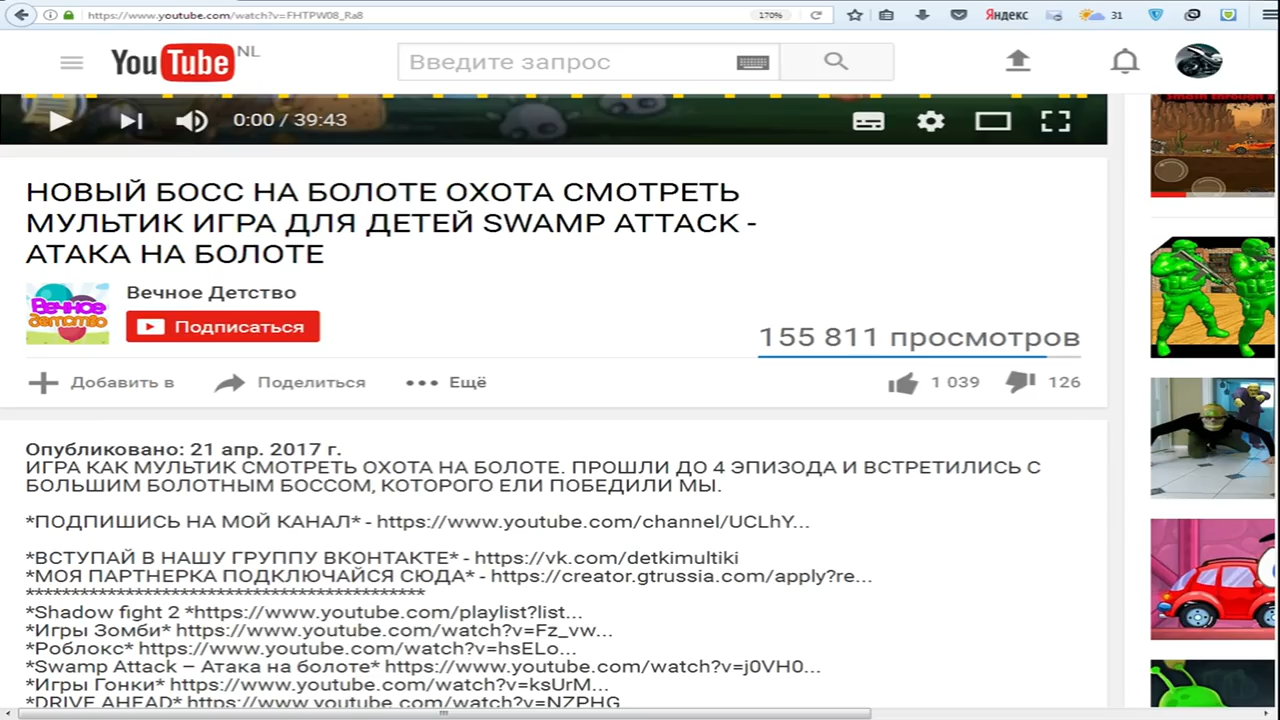 https://www.youtube.com/watch?v=FHTPW08_Ra8
170%
Яндекс
31
YouTube NL
Введите запрос
0:00 / 39:43
НОВЫЙ БОСС НА БОЛОТЕ ОХОТА СМОТРЕТЬ
МУЛЬТИК ИГРА ДЛЯ ДЕТЕЙ SWAMP ATTACK -
АТАКА НА БОЛОТЕ
Вечное детство
Вечное Детство
Подписаться
155 811 просмотров
Добавить в
Поделиться
Ещё
1 039
126
Опубликовано: 21 апр. 2017 г.
ИГРА КАК МУЛЬТИК СМОТРЕТЬ ОХОТА НА БОЛОТЕ. ПРОШЛИ ДО 4 ЭПИЗОДА И ВСТРЕТИЛИСЬ С
БОЛЬШИМ БОЛОТНЫМ БОССОМ, КОТОРОГО ЕЛИ ПОБЕДИЛИ МЫ.
*ПОДПИШИСЬ НА МОЙ КАНАЛ* - https://www.youtube.com/channel/UCLhY...
*ВСТУПАЙ В НАШУ ГРУППУ ВКОНТАКТЕ* - https://vk.com/detkimultiki
*МОЯ ПАРТНЕРКА ПОДКЛЮЧАЙСЯ СЮДА* - https://creator.gtrussia.com/apply?re...
******************************************
*Shadow fight 2 *https://www.youtube.com/playlist?list...
*Игры Зомби* https://www.youtube.com/watch?v=Fz_vw...
*Роблокс* https://www.youtube.com/watch?v=hsELo...
*Swamp Attack – Атака на болоте* https://www.youtube.com/watch?v=j0VH0...
*Игры Гонки* https://www.youtube.com/watch?v=ksUrM...
*DRIVE AHEAD* https://www.youtube.com/watch?v=NZPHG